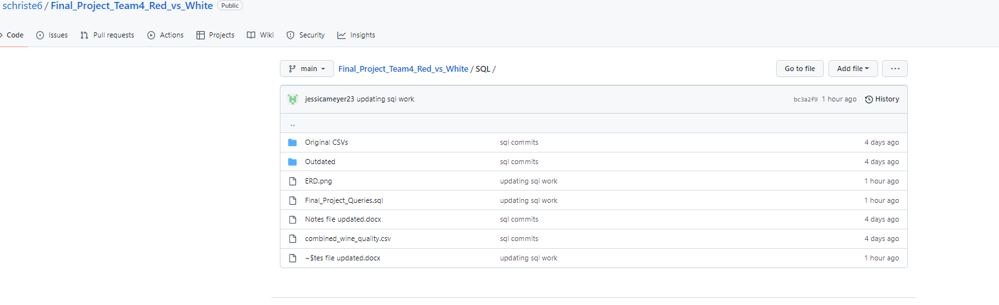 schriste6 / Final_Project_Team4_Red_vs_White Public
Code Issues Pull requests Actions Projects Wiki Security Insights
main Final_Project_Team4_Red_vs_White / SQL / Go to file Add file ...
jessicameyer23 updating sql work bc3a2f9 1 hour ago History
..
Original CSVs sql commits 4 days ago
Outdated sql commits 4 days ago
ERD.png updating sql work 1 hour ago
Final_Project_Queries.sql updating sql work 1 hour ago
Notes file updated.docx sql commits 4 days ago
combined_wine_quality.csv sql commits 4 days ago
~$tes file updated.docx updating sql work 1 hour ago